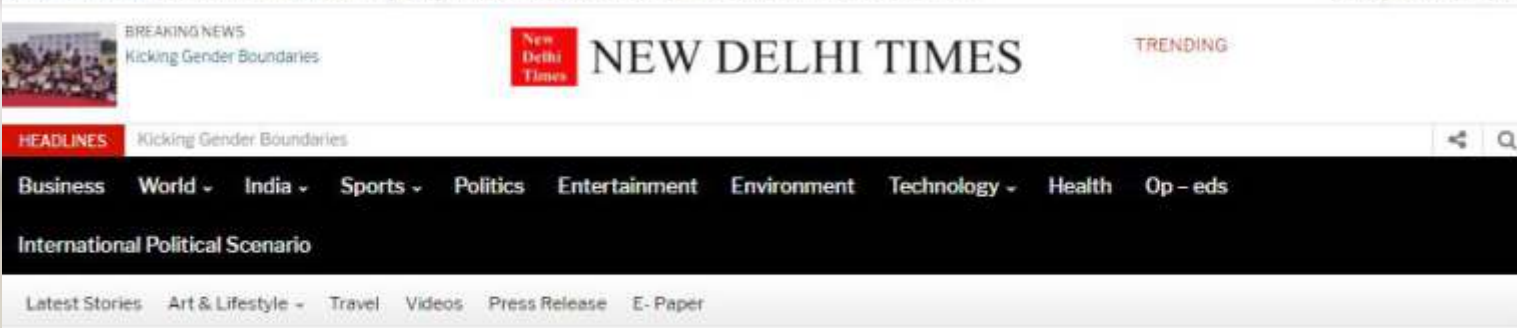 BREAKING NEWS
Kicking Gender Boundaries
New
Delhi
Times
NEW DELHI TIMES
TRENDING
HEADLINES Kicking Gender Boundaries
Business World India Sports Politics Entertainment Environment Technology Health Op – eds
International Political Scenario
Latest Stories Art & Lifestyle Travel Videos Press Release E- Paper